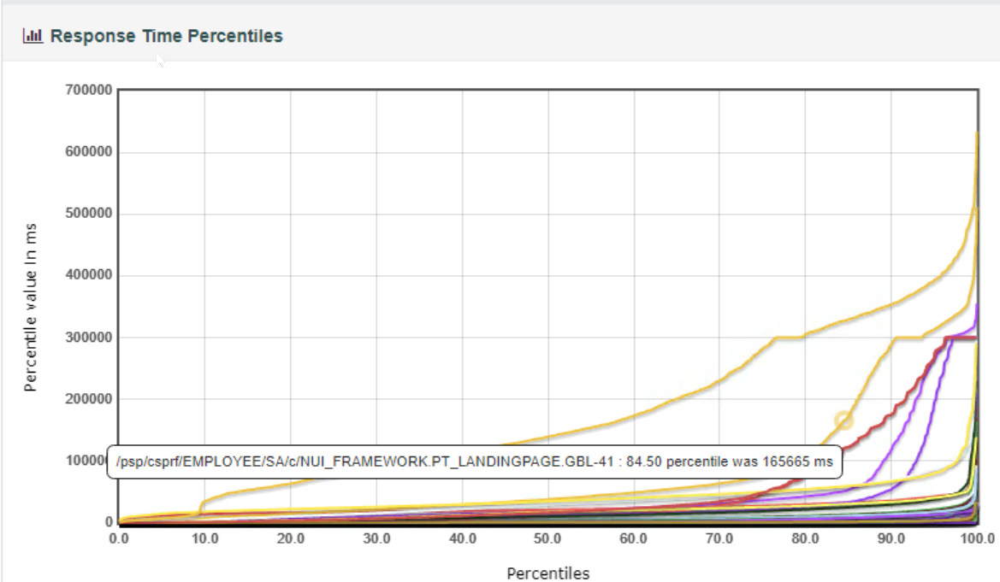 Response Time Percentiles
700000
600000
500000
400000
300000
200000
100000
0
Percentile value in ms
/psp/csprf/EMPLOYEE/SA/c/NUI_FRAMEWORK.PT_LANDINGPAGE.GBL-41 : 84.50 percentile was 165665 ms
0.0 10.0 20.0 30.0 40.0 50.0 60.0 70.0 80.0 90.0 100.0
Percentiles